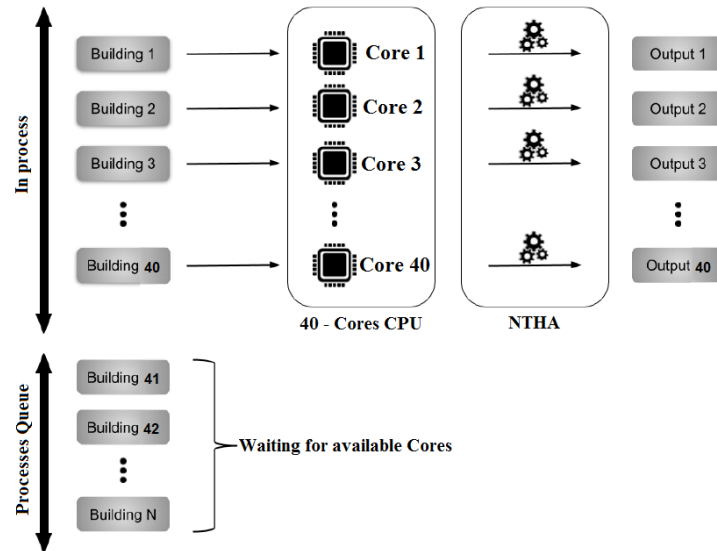 In process
Building 1
Core 1
Output 1
Building 2
Core 2
Output 2
Building 3
Core 3
Output 3
Building 40
Core 40
Output 40
40 - Cores CPU
NTHA
Processes Queue
Building 41
Building 42
Waiting for available Cores
Building N